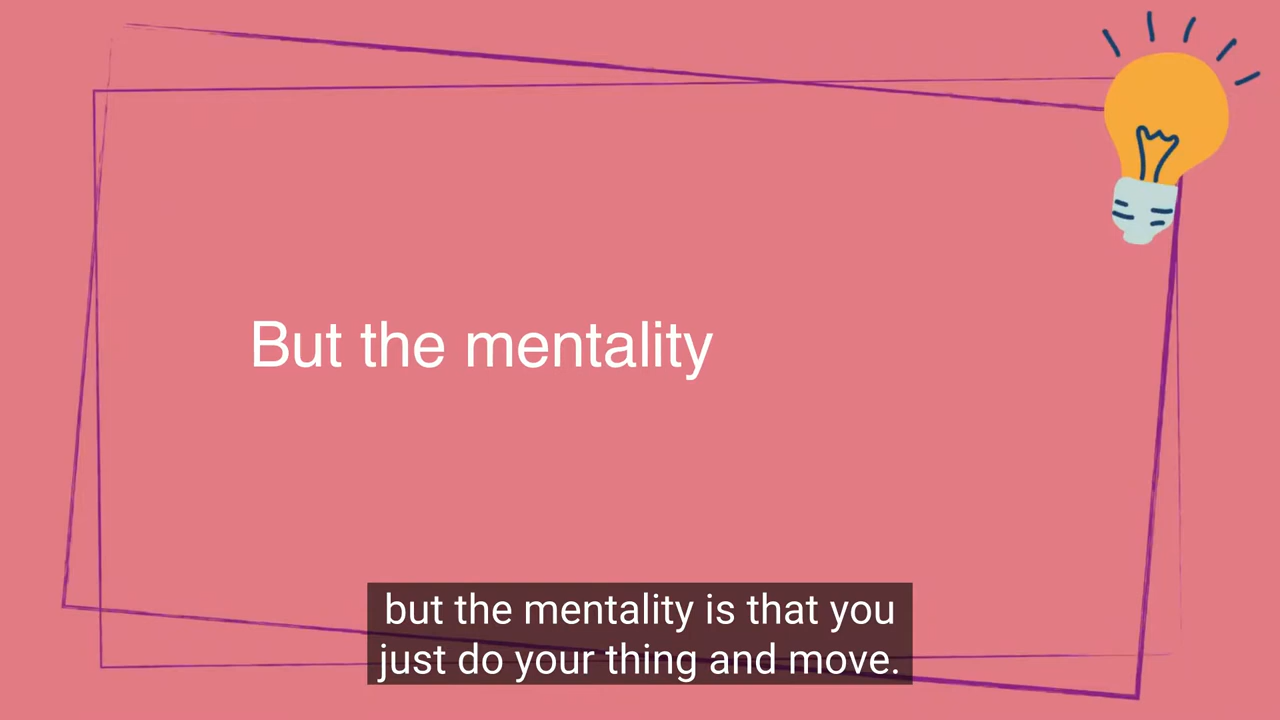 But the mentality
but the mentality is that you
just do your thing and move.